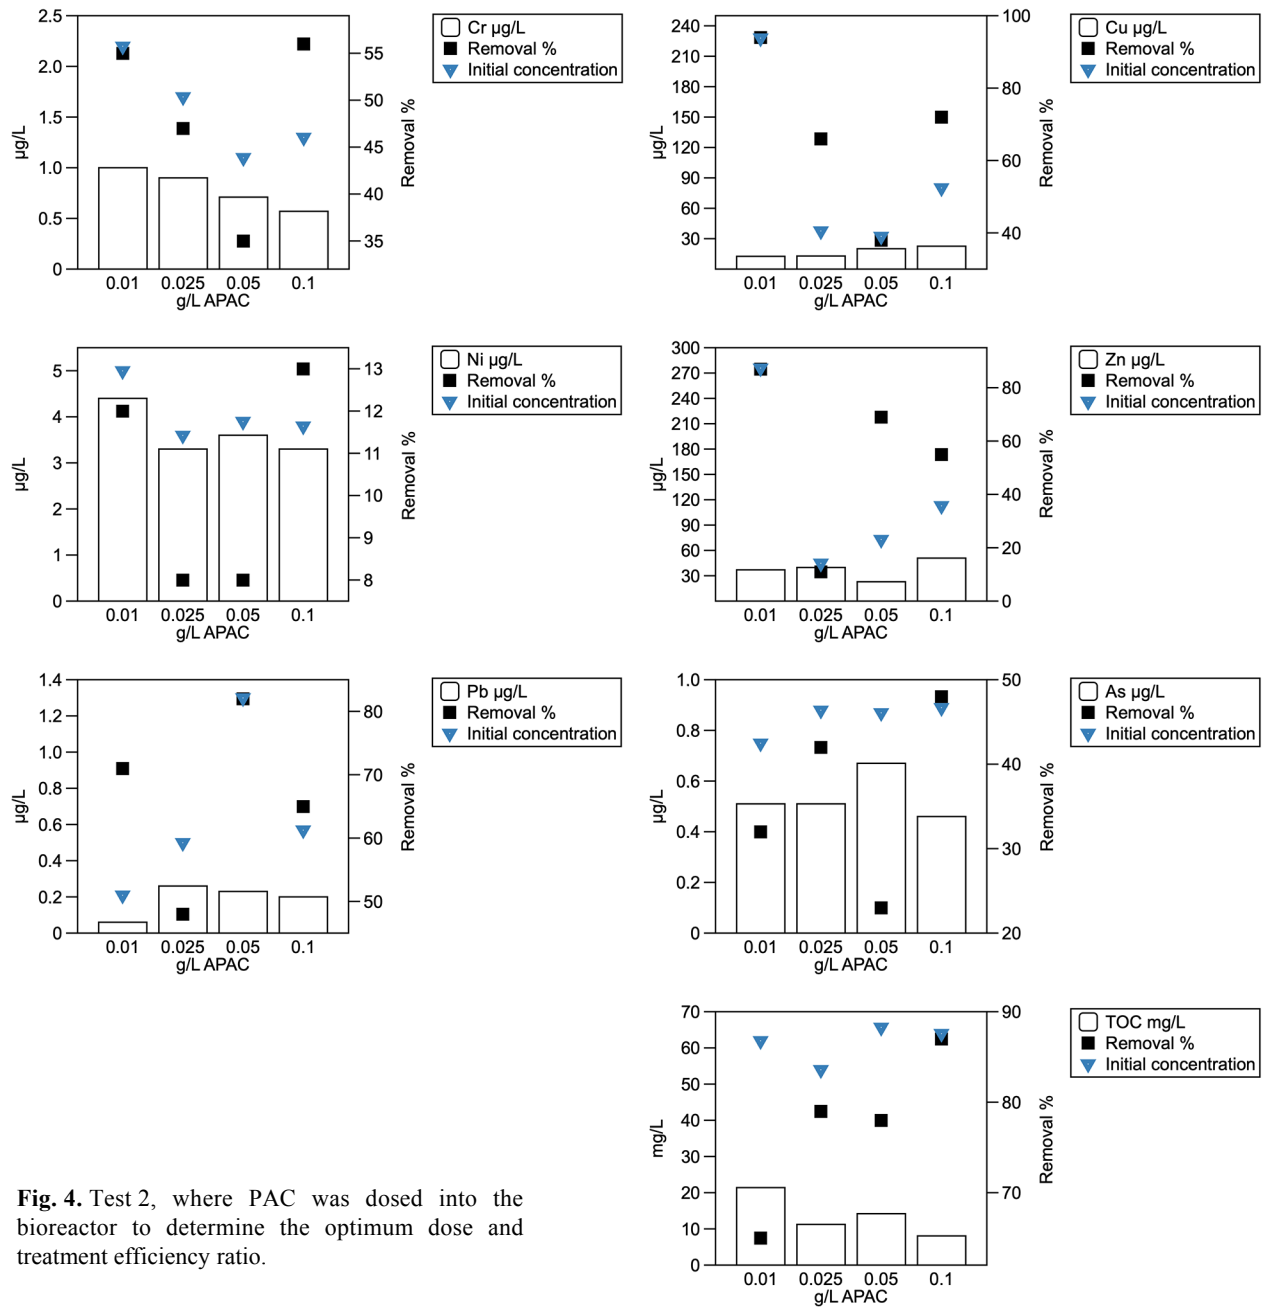 2.5
2.0
1.5
1.0
0.5
0
µg/L
55
50
45
40
35
Removal %
0.01 0.025 0.05 0.1
g/L APAC
Cr µg/L
Removal %
Initial concentration
240
210
180
150
120
90
60
30
µg/L
100
80
60
40
Removal %
0.01 0.025 0.05 0.1
g/L APAC
Cu µg/L
Removal %
Initial concentration
5
4
3
2
1
0
µg/L
13
12
11
10
9
8
Removal %
0.01 0.025 0.05 0.1
g/L APAC
Ni µg/L
Removal %
Initial concentration
300
270
240
210
180
150
120
90
60
30
µg/L
80
60
40
20
0
Removal %
0.01 0.025 0.05 0.1
g/L APAC
Zn µg/L
Removal %
Initial concentration
1.4
1.2
1.0
0.8
0.6
0.4
0.2
0
µg/L
80
70
60
50
Removal %
0.01 0.025 0.05 0.1
g/L APAC
Pb µg/L
Removal %
Initial concentration
1.0
0.8
0.6
0.4
0.2
0
µg/L
50
40
30
20
Removal %
0.01 0.025 0.05 0.1
g/L APAC
As µg/L
Removal %
Initial concentration
70
60
50
40
30
20
10
0
mg/L
90
80
70
Removal %
0.01 0.025 0.05 0.1
g/L APAC
TOC mg/L
Removal %
Initial concentration
Fig. 4. Test 2, where PAC was dosed into the
bioreactor to determine the optimum dose and
treatment efficiency ratio.